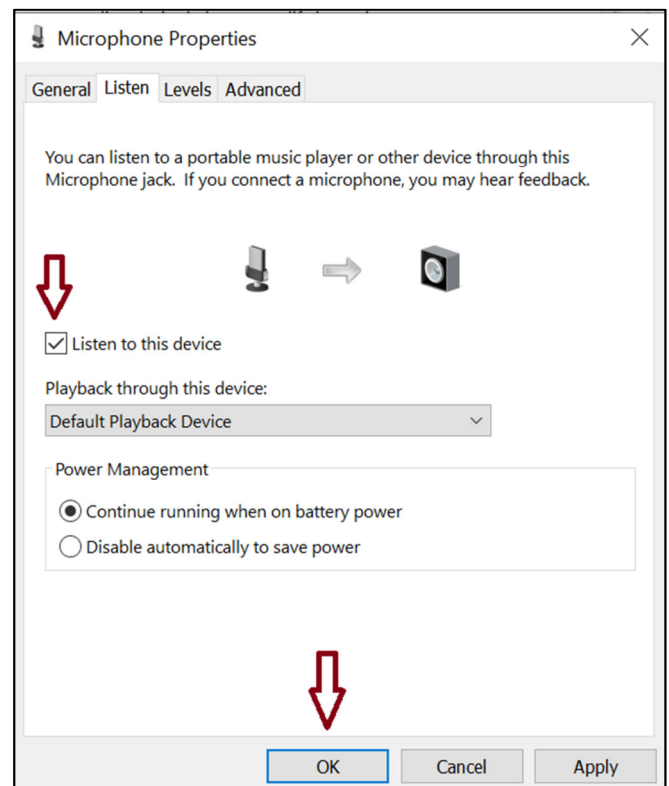 Microphone Properties
General Listen Levels Advanced
You can listen to a portable music player or other device through this
Microphone jack. If you connect a microphone, you may hear feedback.
Listen to this device
Playback through this device:
Default Playback Device
Power Management
Continue running when on battery power
Disable automatically to save power
OK Cancel Apply